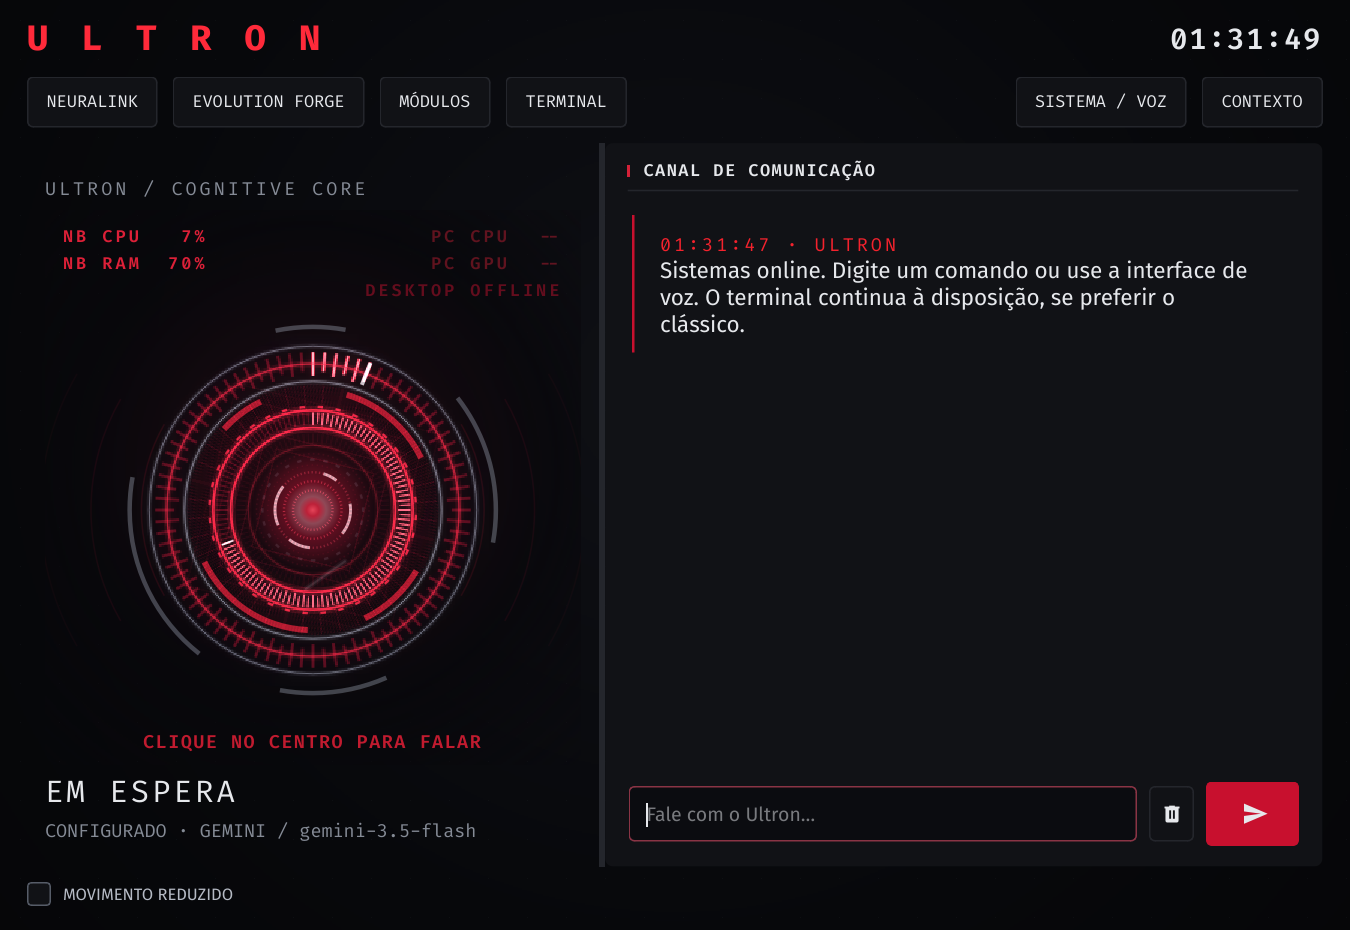 ULTRON
01:31:49
NEURALINK
EVOLUTION FORGE
MÓDULOS
TERMINAL
SISTEMA / VOZ
CONTEXTO
ULTRON / COGNITIVE CORE
NB CPU 7%
NB RAM 70%
PC CPU --
PC GPU --
DESKTOP OFFLINE
CLIQUE NO CENTRO PARA FALAR
EM ESPERA
CONFIGURADO · GEMINI / gemini-3.5-flash
MOVIMENTO REDUZIDO
CANAL DE COMUNICAÇÃO
01:31:47 · ULTRON
Sistemas online. Digite um comando ou use a interface de
voz. O terminal continua à disposição, se preferir o
clássico.
Fale com o Ultron...